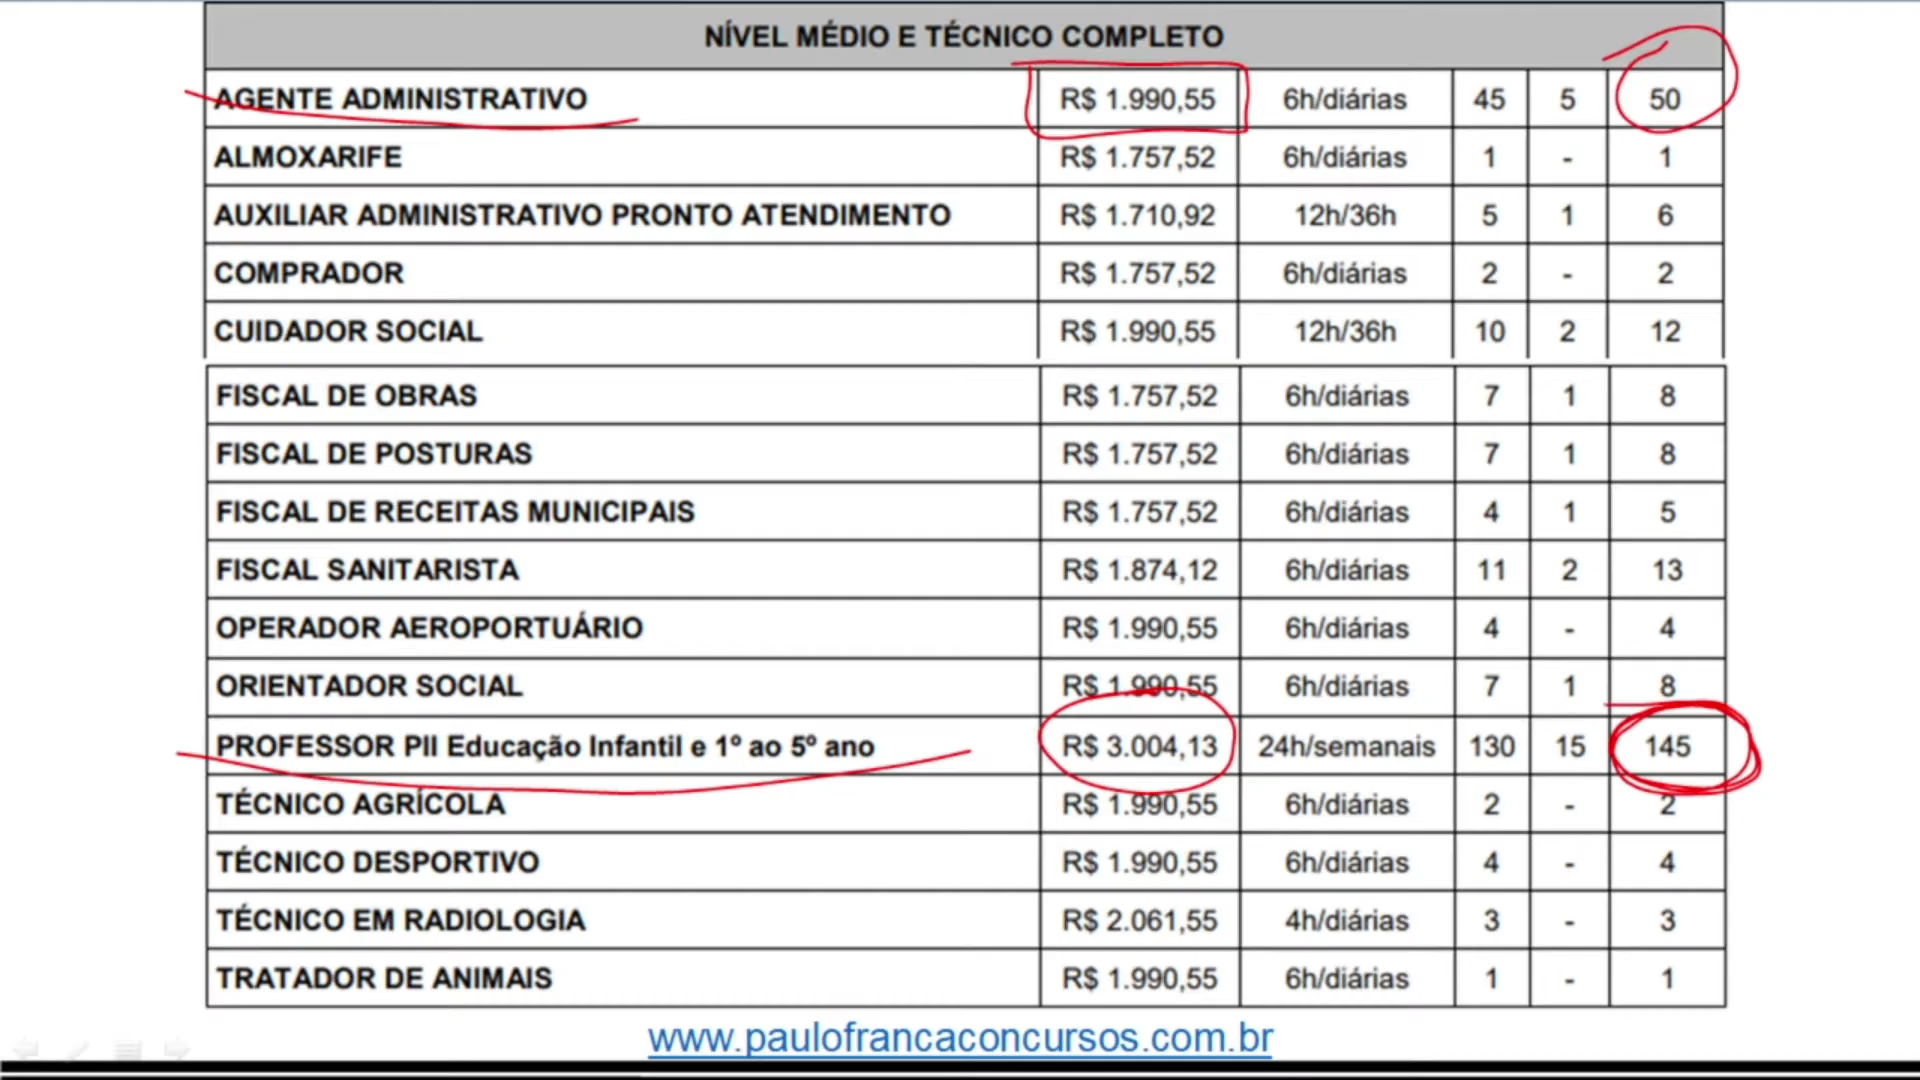 NÍVEL MÉDIO E TÉCNICO COMPLETO
AGENTE ADMINISTRATIVO R$ 1.990,55 6h/diárias 45 5 50
ALMOXARIFE R$ 1.757,52 6h/diárias 1 - 1
AUXILIAR ADMINISTRATIVO PRONTO ATENDIMENTO R$ 1.710,92 12h/36h 5 1 6
COMPRADOR R$ 1.757,52 6h/diárias 2 - 2
CUIDADOR SOCIAL R$ 1.990,55 12h/36h 10 2 12
FISCAL DE OBRAS R$ 1.757,52 6h/diárias 7 1 8
FISCAL DE POSTURAS R$ 1.757,52 6h/diárias 7 1 8
FISCAL DE RECEITAS MUNICIPAIS R$ 1.757,52 6h/diárias 4 1 5
FISCAL SANITARISTA R$ 1.874,12 6h/diárias 11 2 13
OPERADOR AEROPORTUÁRIO R$ 1.990,55 6h/diárias 4 - 4
ORIENTADOR SOCIAL R$ 1.990,55 6h/diárias 7 1 8
PROFESSOR PII Educação Infantil e 1º ao 5º ano R$ 3.004,13 24h/semanais 130 15 145
TÉCNICO AGRÍCOLA R$ 1.990,55 6h/diárias 2 - 2
TÉCNICO DESPORTIVO R$ 1.990,55 6h/diárias 4 - 4
TÉCNICO EM RADIOLOGIA R$ 2.061,55 4h/diárias 3 - 3
TRATADOR DE ANIMAIS R$ 1.990,55 6h/diárias 1 - 1
www.paulofrancaconcursos.com.br